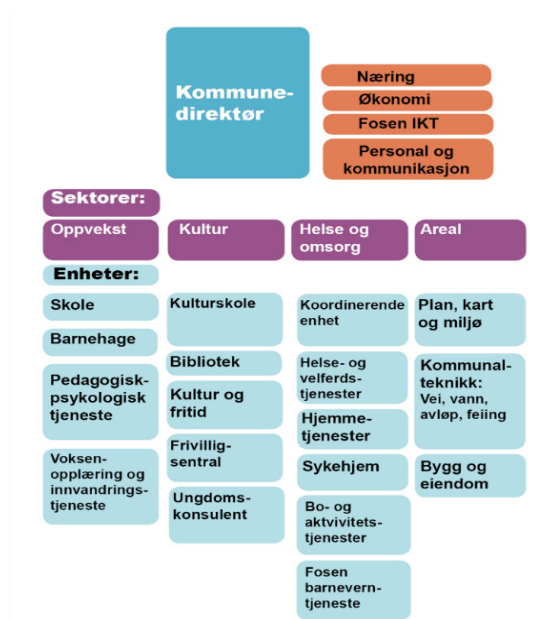 Kommune-
direktør
Næring
Økonomi
Fosen IKT
Personal og
kommunikasjon
Sektorer:
Oppvekst
Kultur
Helse og
omsorg
Areal
Enheter:
Skole
Barnehage
Pedagogisk-
psykologisk
tjeneste
Voksen-
opplæring og
innvandrings-
tjeneste
Kulturskole
Bibliotek
Kultur og
fritid
Frivillig-
sentral
Ungdoms-
konsulent
Koordinerende
enhet
Helse- og
velferds-
tjenester
Hjemme-
tjenester
Sykehjem
Bo- og
aktvivitets-
tjenester
Fosen
barnevern-
tjeneste
Plan, kart
og miljø
Kommunal-
teknikk:
Vei, vann,
avløp, feiing
Bygg og
eiendom